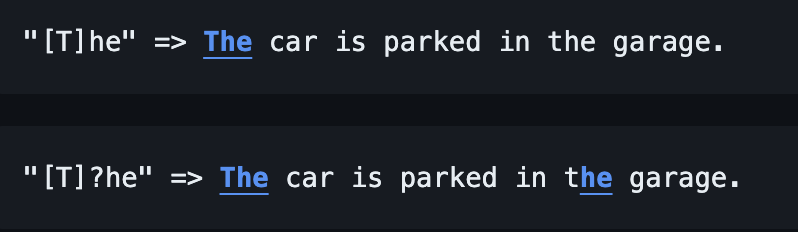 "[T]he" => The car is parked in the garage.
"[T]?he" => The car is parked in the garage.